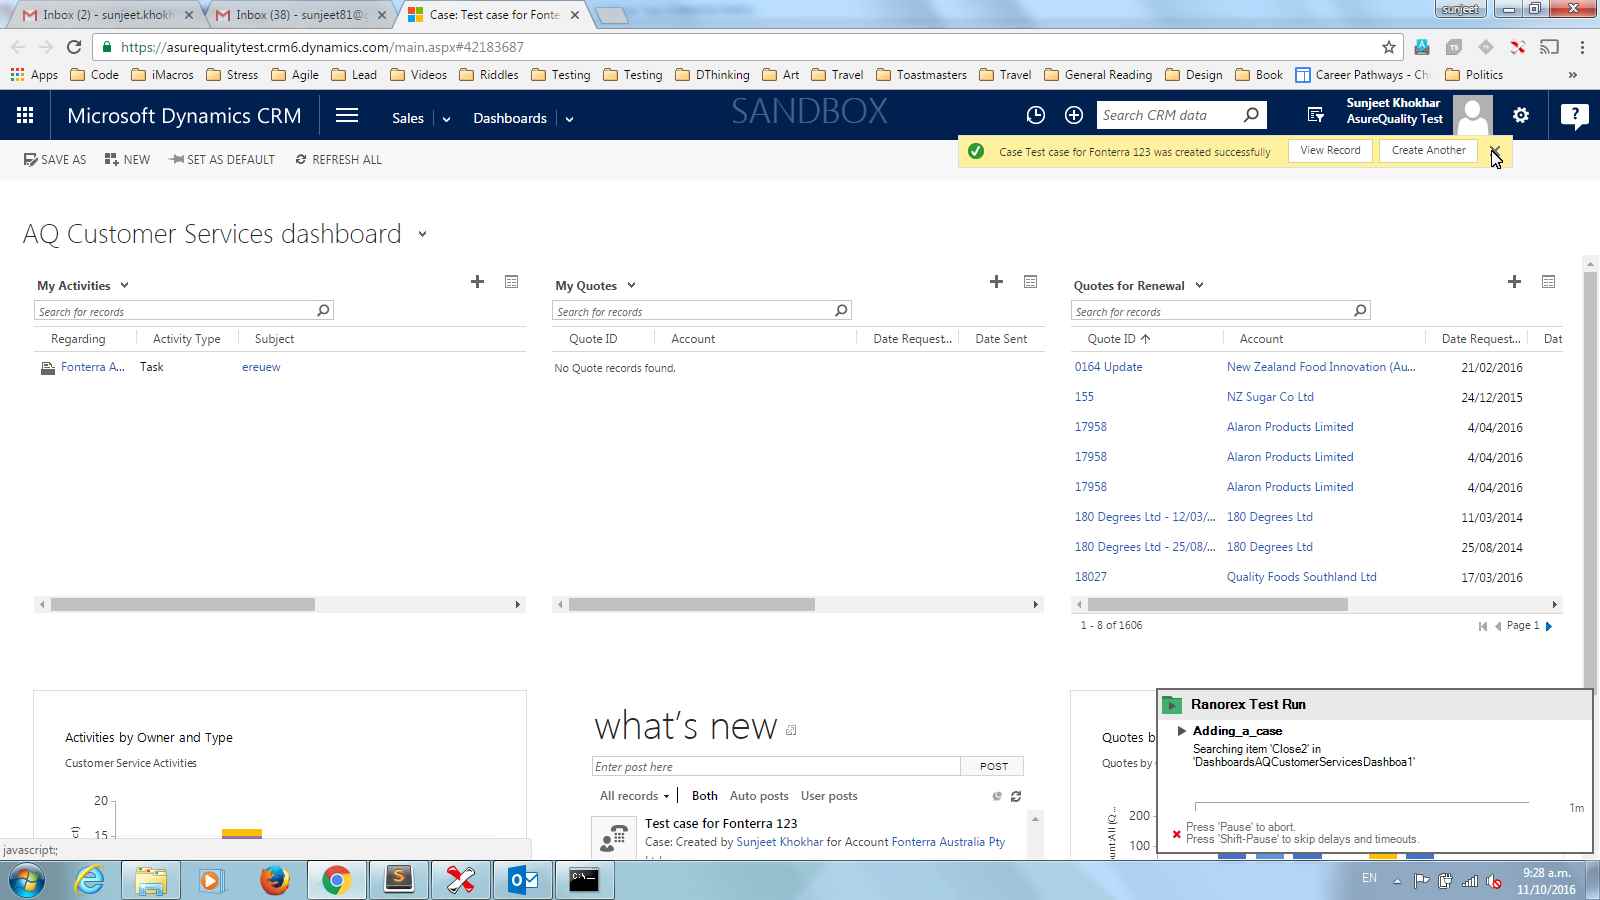 Inbox (2) - sunjeet.khokh
Inbox (38) - sunjeet81@
Case: Test case for Fonte
sunjeet
https://asurequalitytest.crm6.dynamics.com/main.aspx#42183687
Apps
Code
iMacros
Stress
Agile
Lead
Videos
Riddles
Testing
Testing
DThinking
Art
Travel
Toastmasters
Travel
General Reading
Design
Book
Career Pathways - Ch
Politics
»
Microsoft Dynamics CRM
Sales
Dashboards
SANDBOX
Search CRM data
Sunjeet Khokhar
AsureQuality Test
?
SAVE AS
NEW
SET AS DEFAULT
REFRESH ALL
Case Test case for Fonterra 123 was created successfully
View Record
Create Another
AQ Customer Services dashboard
My Activities
Search for records
Regarding Activity Type Subject
Fonterra A... Task ereuew
My Quotes
Search for records
Quote ID Account Date Request... Date Sent
No Quote records found.
Quotes for Renewal
Search for records
Quote ID Account Date Request... Dat
0164 Update New Zealand Food Innovation (Au... 21/02/2016
155 NZ Sugar Co Ltd 24/12/2015
17958 Alaron Products Limited 4/04/2016
17958 Alaron Products Limited 4/04/2016
17958 Alaron Products Limited 4/04/2016
180 Degrees Ltd - 12/03/... 180 Degrees Ltd 11/03/2014
180 Degrees Ltd - 25/08/... 180 Degrees Ltd 25/08/2014
18027 Quality Foods Southland Ltd 17/03/2016
1 - 8 of 1606
Page 1
Activities by Owner and Type
Customer Service Activities
20
15
what's new
Enter post here
POST
All records
Both
Auto posts
User posts
Test case for Fonterra 123
Case: Created by Sunjeet Khokhar for Account Fonterra Australia Pty
Quotes b
Quotes by
200
100
Ranorex Test Run
Adding_a_case
Searching item 'Close2' in
'DashboardsAQCustomerServicesDashboa1'
1m
Press 'Pause' to abort.
Press 'Shift-Pause' to skip delays and timeouts.
javascript:;
EN
9:28 a.m.
11/10/2016